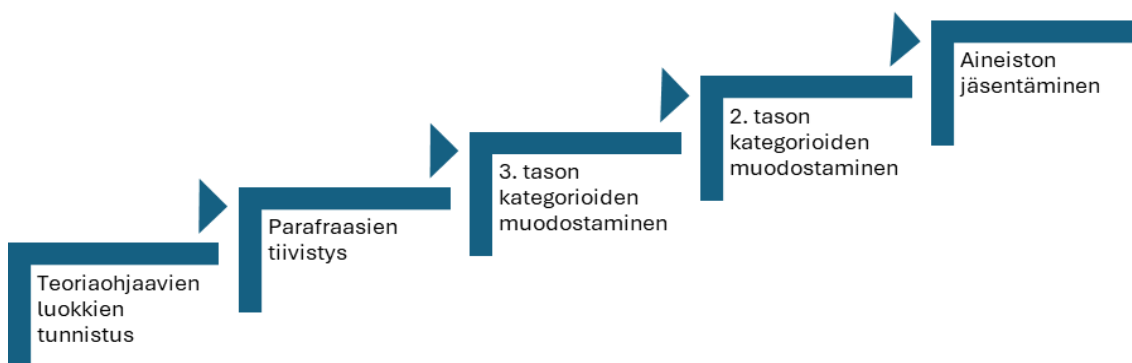 Teoriaohjaavien
luokkien
tunnistus
Parafraasien
tiivistys
3. tason
kategorioiden
muodostaminen
2. tason
kategorioiden
muodostaminen
Aineiston
jäsentäminen